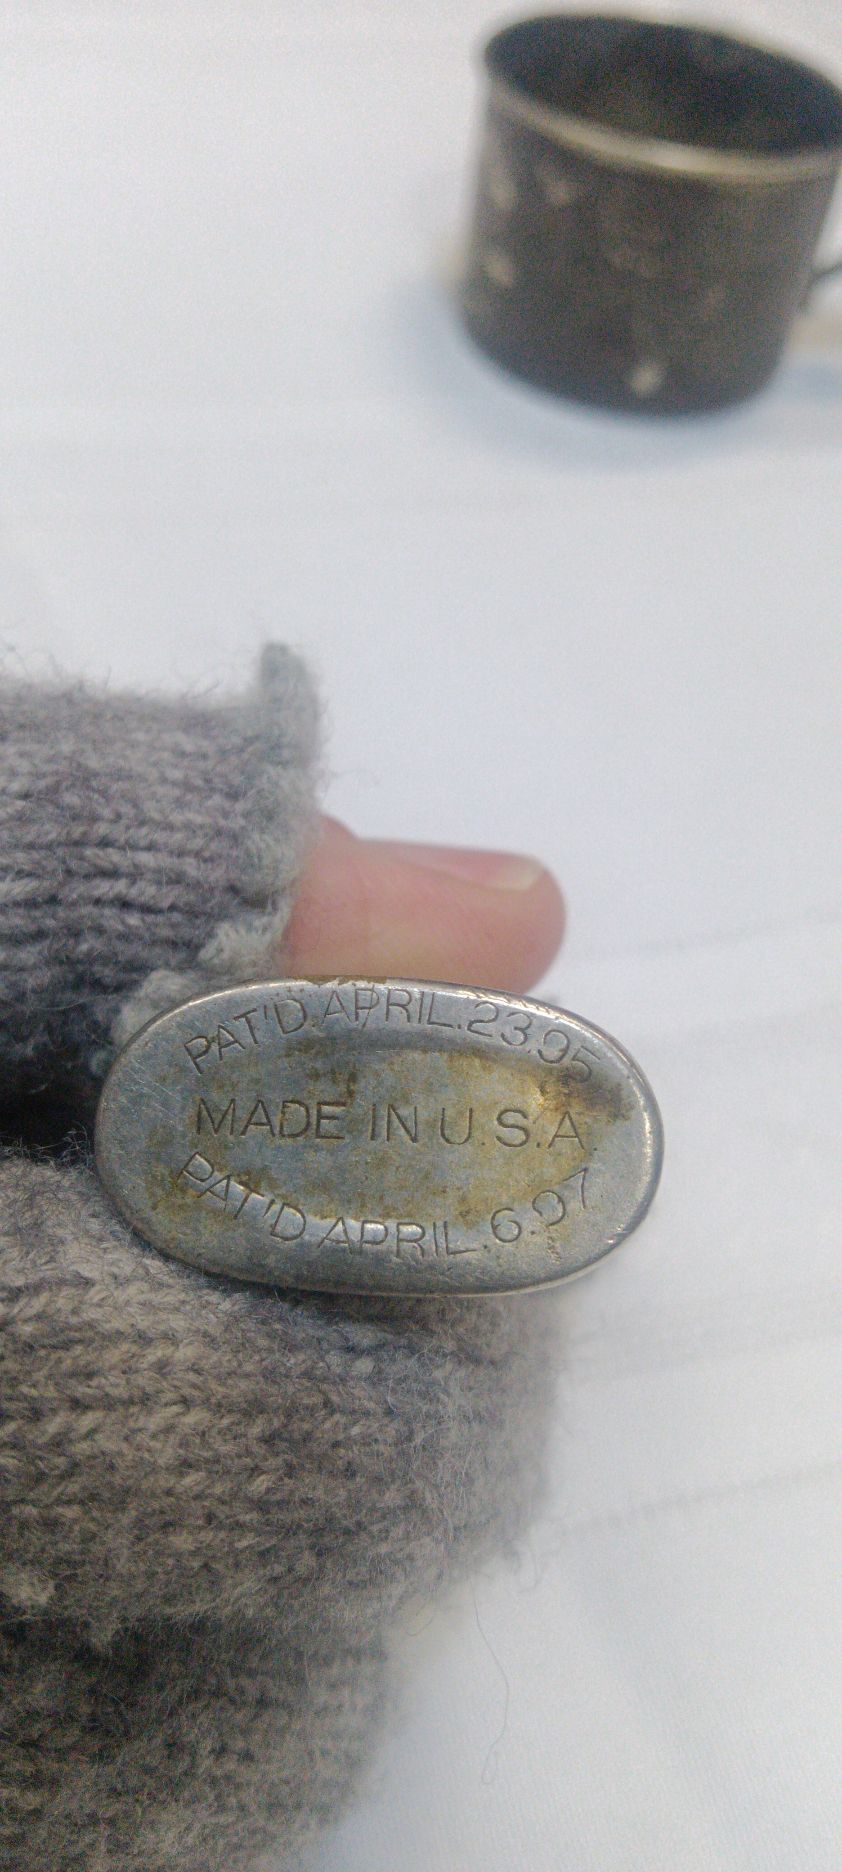 PAT'D.APRIL.23.95
MADE IN U.S.A
PAT'D APRIL.6.97